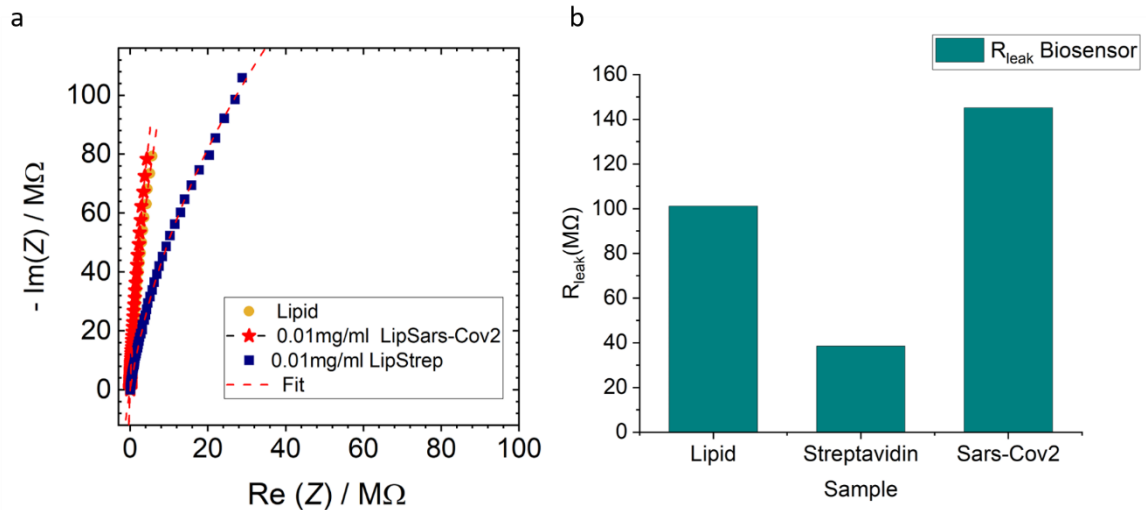 a
- Im(Z) / MΩ
100
80
60
40
20
0
Lipid
0.01mg/ml LipSars-Cov2
0.01mg/ml LipStrep
Fit
0 20 40 60 80 100
Re (Z) / MΩ
b
R_leak Biosensor
R_leak(MΩ)
160
140
120
100
80
60
40
20
0
Lipid Streptavidin Sars-Cov2
Sample